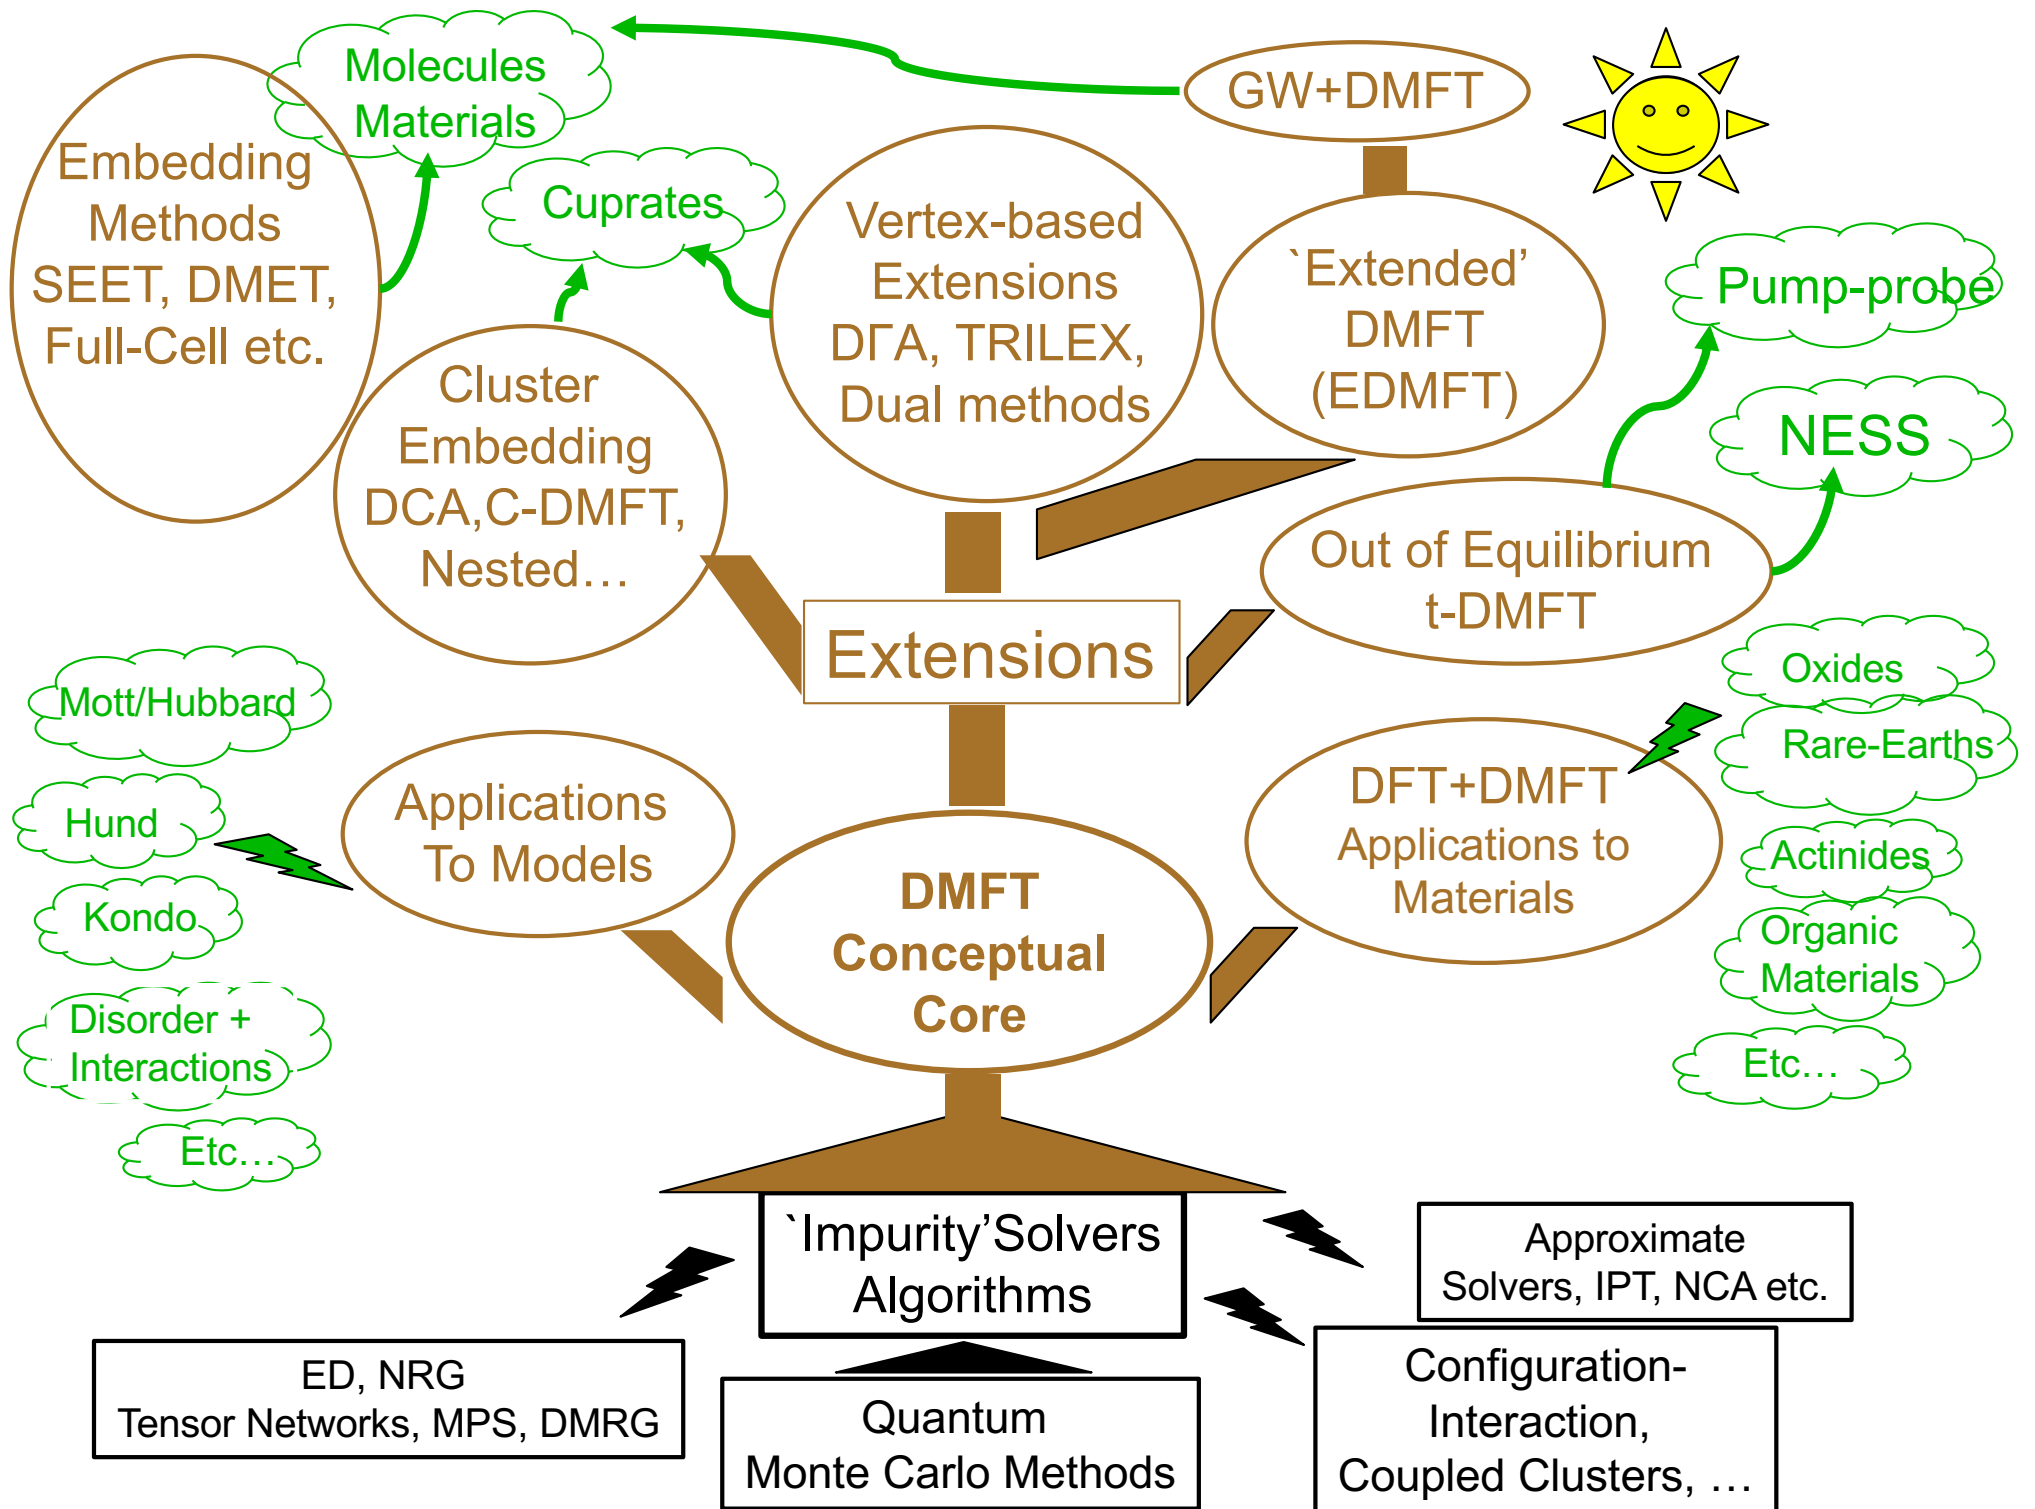 Molecules
Materials
GW+DMFT
Embedding
Methods
SEET, DMET,
Full-Cell etc.
Cuprates
Vertex-based
Extensions
DΓA, TRILEX,
Dual methods
`Extended’
DMFT
(EDMFT)
Pump-probe
NESS
Cluster
Embedding
DCA,C-DMFT,
Nested…
Out of Equilibrium
t-DMFT
Extensions
Mott/Hubbard
Hund
Kondo
Disorder +
Interactions
Etc…
Applications
To Models
DMFT
Conceptual
Core
DFT+DMFT
Applications to
Materials
Oxides
Rare-Earths
Actinides
Organic
Materials
Etc…
`Impurity’Solvers
Algorithms
Approximate
Solvers, IPT, NCA etc.
ED, NRG
Tensor Networks, MPS, DMRG
Quantum
Monte Carlo Methods
Configuration-
Interaction,
Coupled Clusters, …